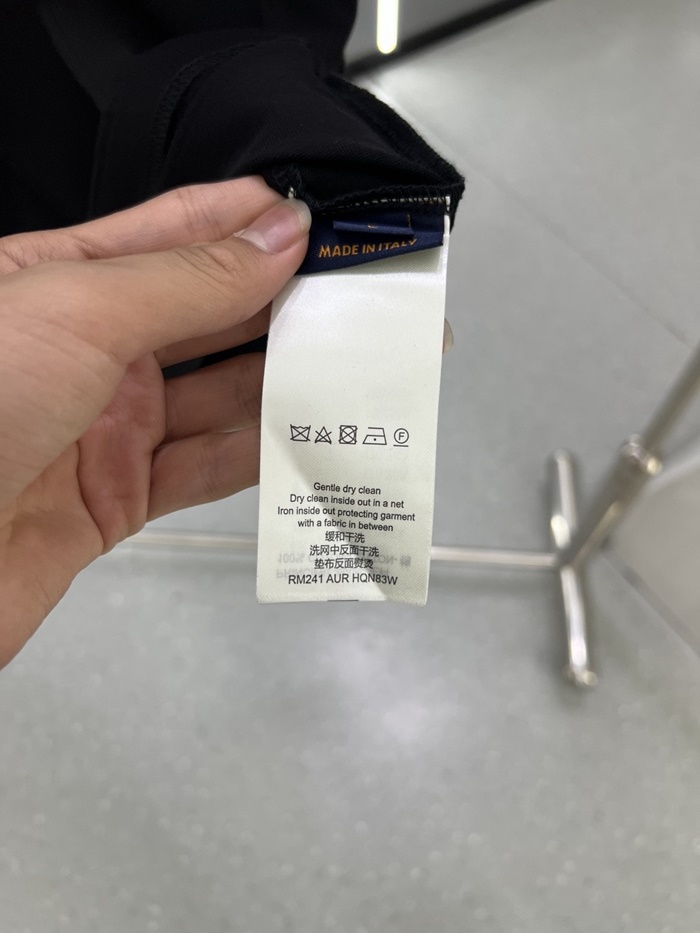 MADE IN ITALY
F
Gentle dry clean
Dry clean inside out in a net
Iron inside out protecting garment
with a fabric in between
缓和干洗
洗网中反面干洗
垫布反面熨烫
RM241 AUR HQN83W